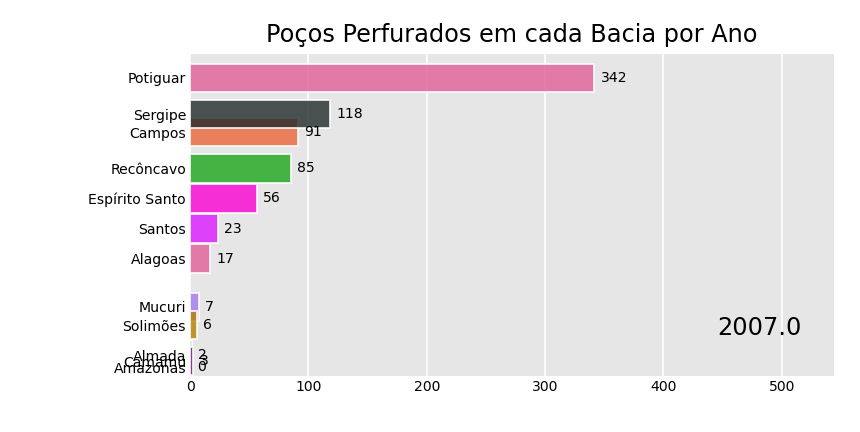 Poços Perfurados em cada Bacia por Ano
Potiguar 342
Sergipe 118
Campos 91
Recôncavo 85
Espírito Santo 56
Santos 23
Alagoas 17
Mucuri 7
Solimões 6
2007.0
Almada 2
Camamu 3
Amazonas 0
0 100 200 300 400 500